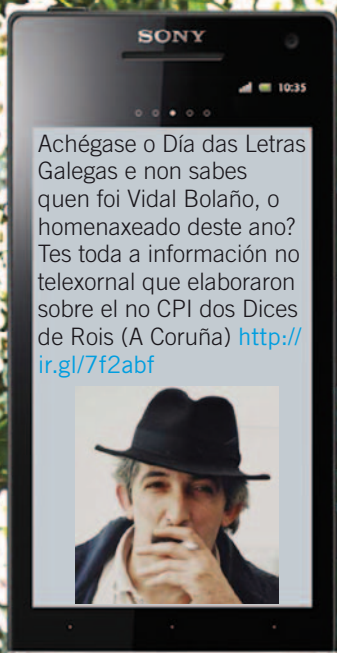 SONY
10:35
Achégase o Día das Letras
Galegas e non sabes
quen foi Vidal Bolaño, o
homenaxeado deste ano?
Tes toda a información no
telexornal que elaboraron
sobre el no CPI dos Dices
de Rois (A Coruña) http://
ir.gl/7f2abf